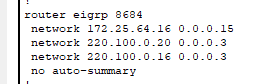 !
router eigrp 8684
network 172.25.64.16 0.0.0.15
network 220.100.0.20 0.0.0.3
network 220.100.0.16 0.0.0.3
no auto-summary
!